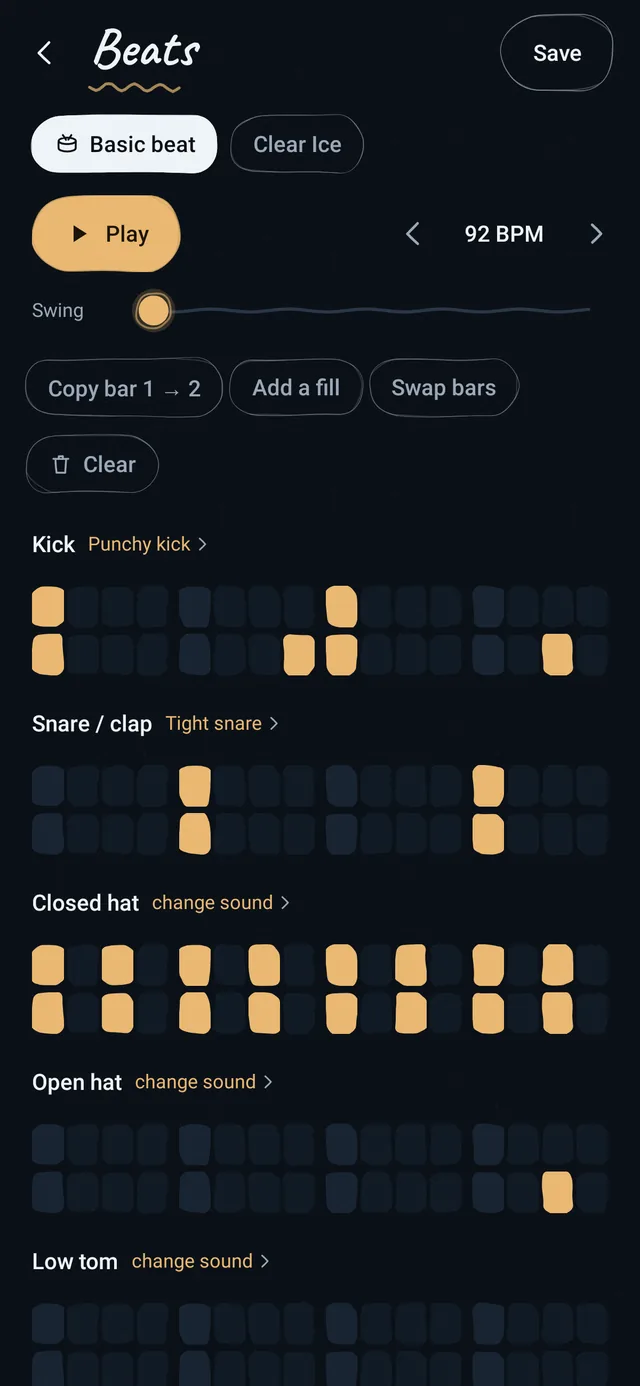 Beats
Save
Basic beat
Clear Ice
Play
92 BPM
Swing
Copy bar 1 → 2
Add a fill
Swap bars
Clear
Kick Punchy kick
Snare / clap Tight snare
Closed hat change sound
Open hat change sound
Low tom change sound